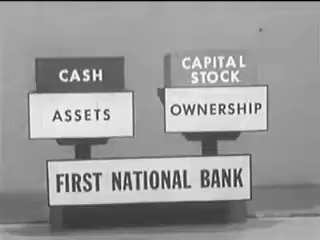 CASH
ASSETS
CAPITAL
STOCK
OWNERSHIP
FIRST NATIONAL BANK